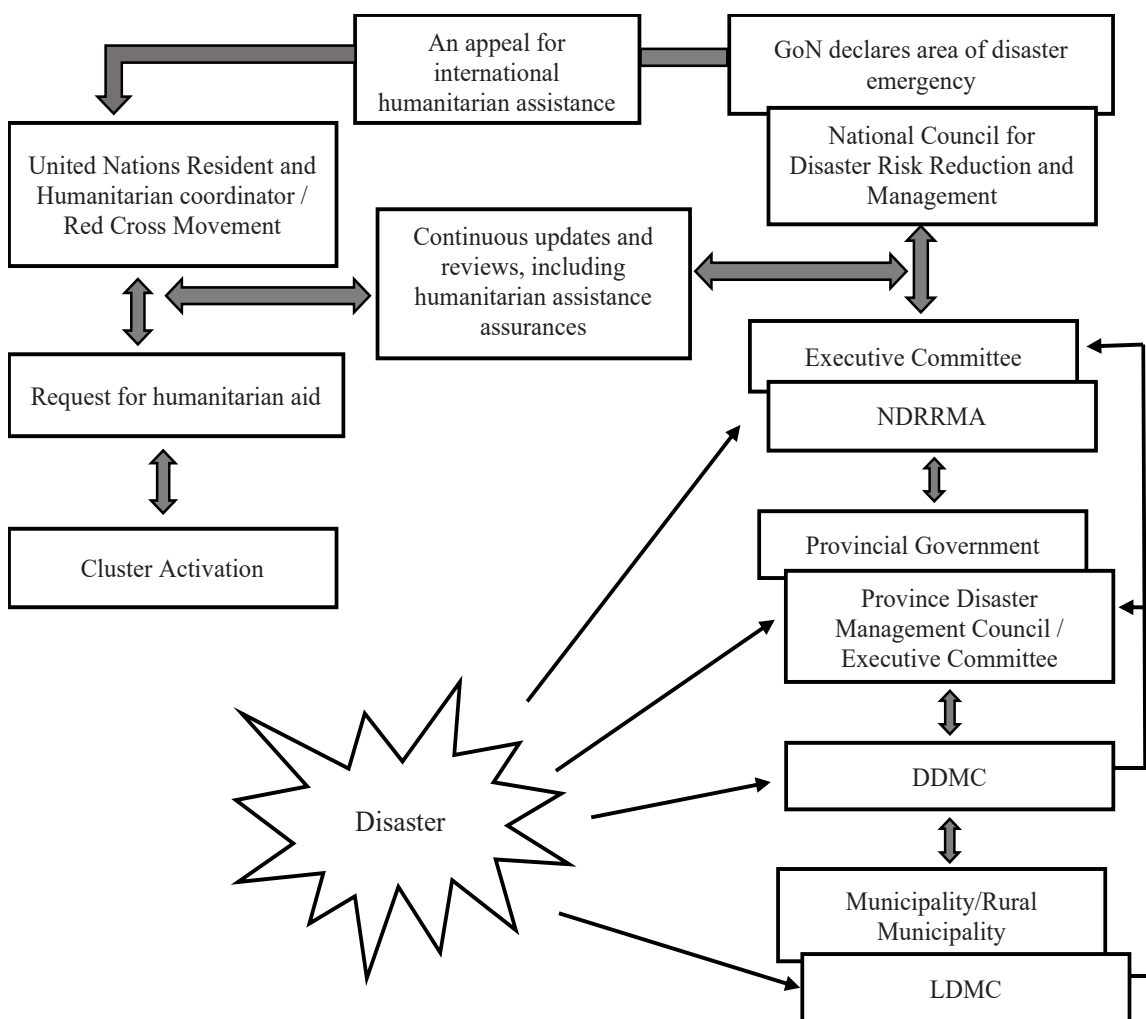 An appeal for
international
humanitarian assistance
GoN declares area of disaster
emergency
National Council for
Disaster Risk Reduction and
Management
United Nations Resident and
Humanitarian coordinator /
Red Cross Movement
Continuous updates and
reviews, including
humanitarian assistance
assurances
Executive Committee
NDRRMA
Request for humanitarian aid
Provincial Government
Province Disaster
Management Council /
Executive Committee
Cluster Activation
DDMC
Disaster
Municipality/Rural
Municipality
LDMC